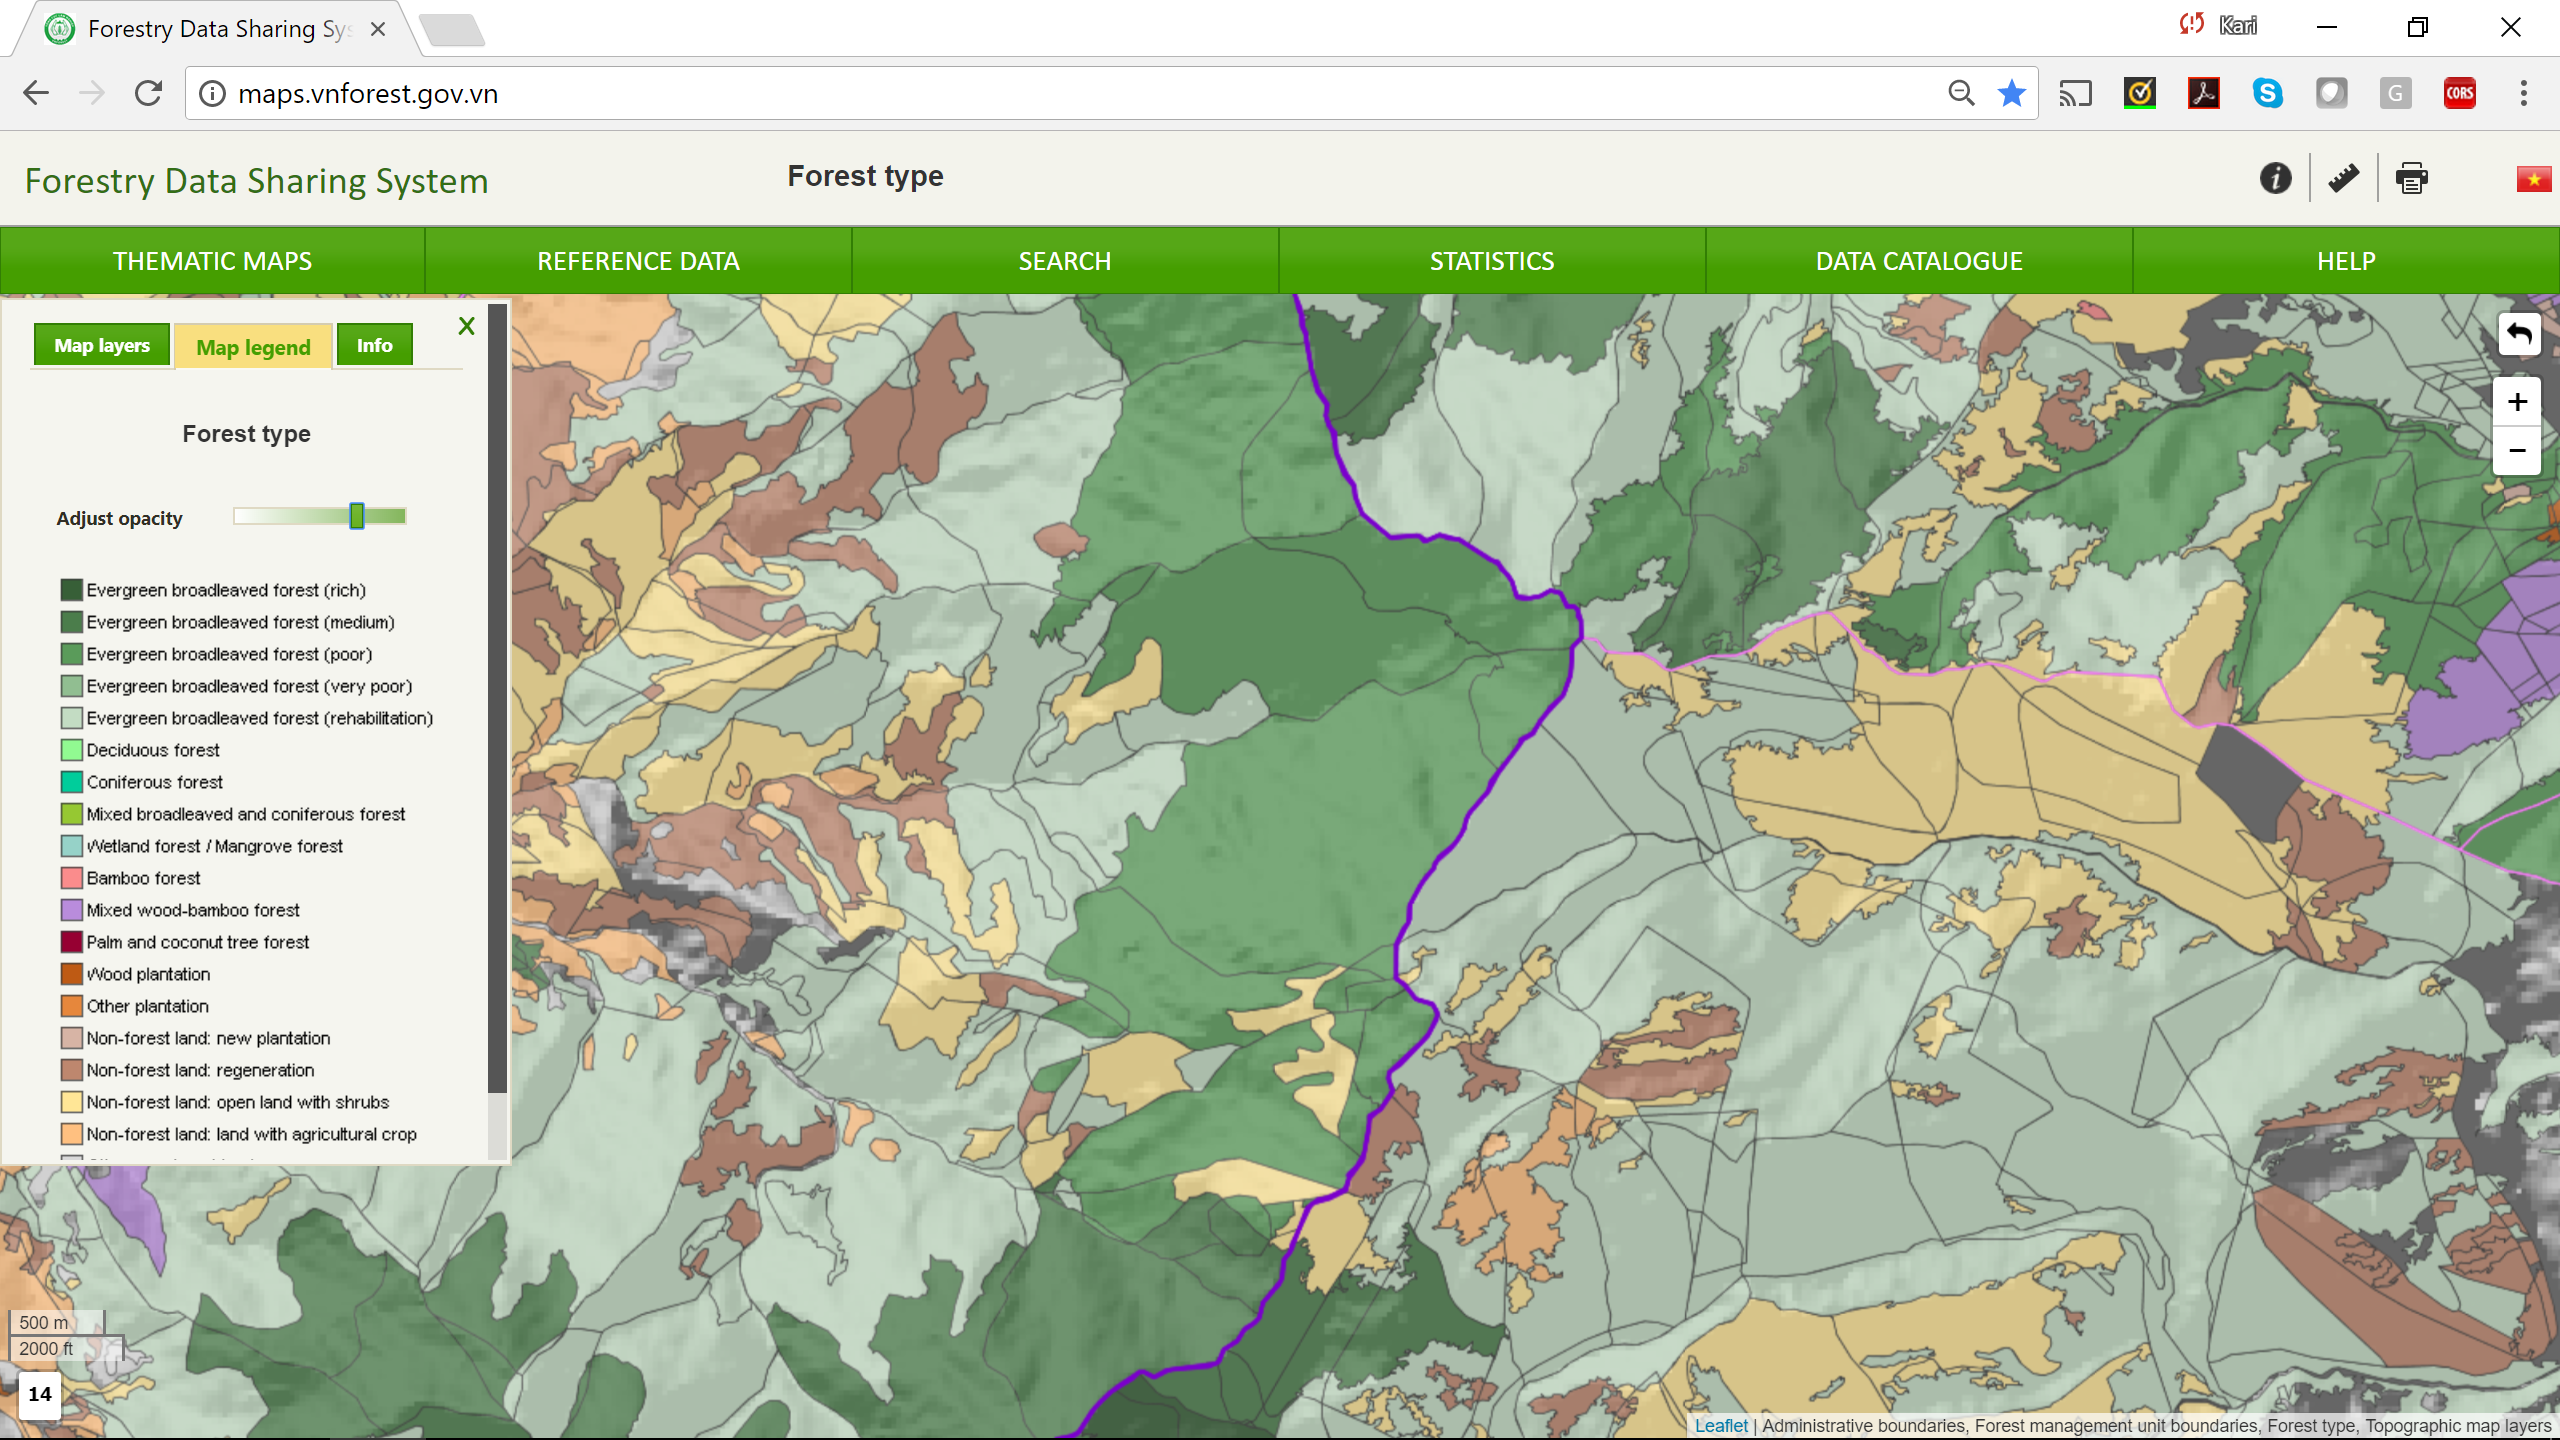 Forestry Data Sharing Sys
Kari
maps.vnforest.gov.vn
G
CORS
Forestry Data Sharing System
Forest type
THEMATIC MAPS
REFERENCE DATA
SEARCH
STATISTICS
DATA CATALOGUE
HELP
Map layers
Map legend
Info
X
Forest type
Adjust opacity
Evergreen broadleaved forest (rich)
Evergreen broadleaved forest (medium)
Evergreen broadleaved forest (poor)
Evergreen broadleaved forest (very poor)
Evergreen broadleaved forest (rehabilitation)
Deciduous forest
Coniferous forest
Mixed broadleaved and coniferous forest
Wetland forest / Mangrove forest
Bamboo forest
Mixed wood-bamboo forest
Palm and coconut tree forest
Wood plantation
Other plantation
Non-forest land: new plantation
Non-forest land: regeneration
Non-forest land: open land with shrubs
Non-forest land: land with agricultural crop
+
−
500 m
2000 ft
14
Leaflet | Administrative boundaries, Forest management unit boundaries, Forest type, Topographic map layers